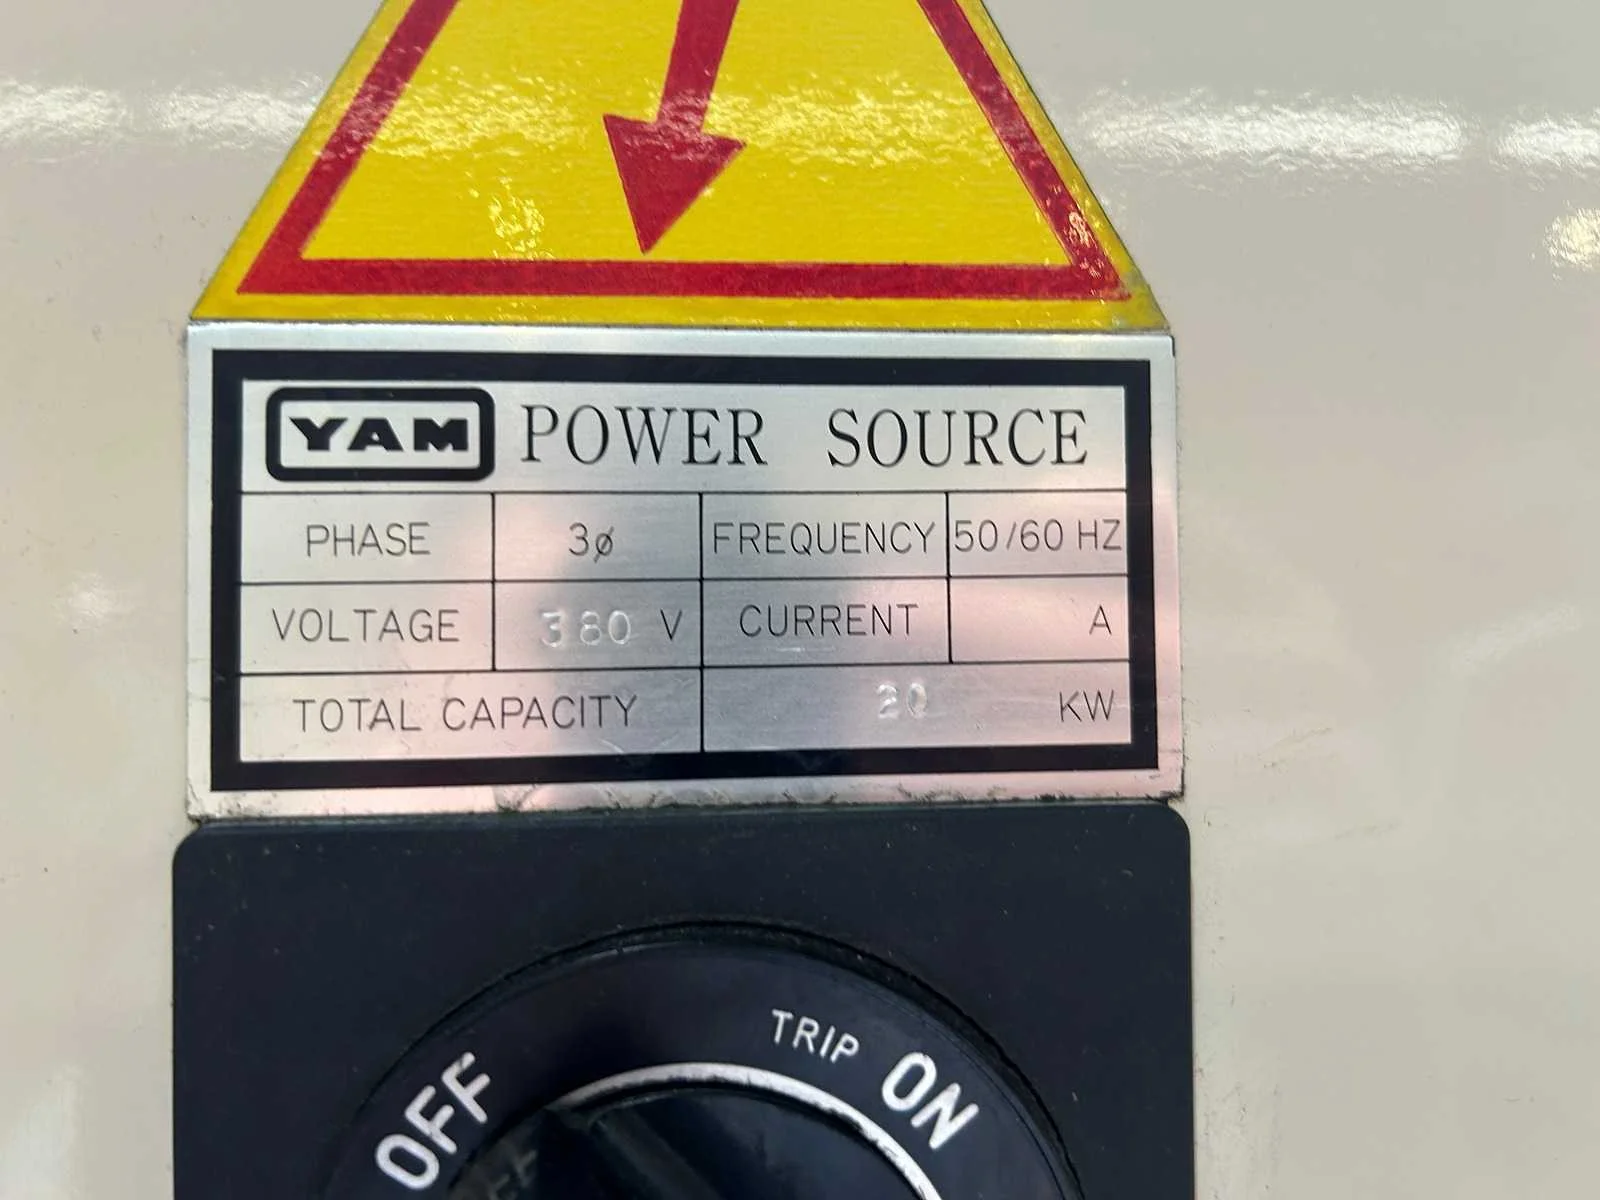 YAM POWER SOURCE
PHASE 3ø FREQUENCY 50/60 HZ
VOLTAGE 380 V CURRENT A
TOTAL CAPACITY 20 KW
TRIP
OFF ON